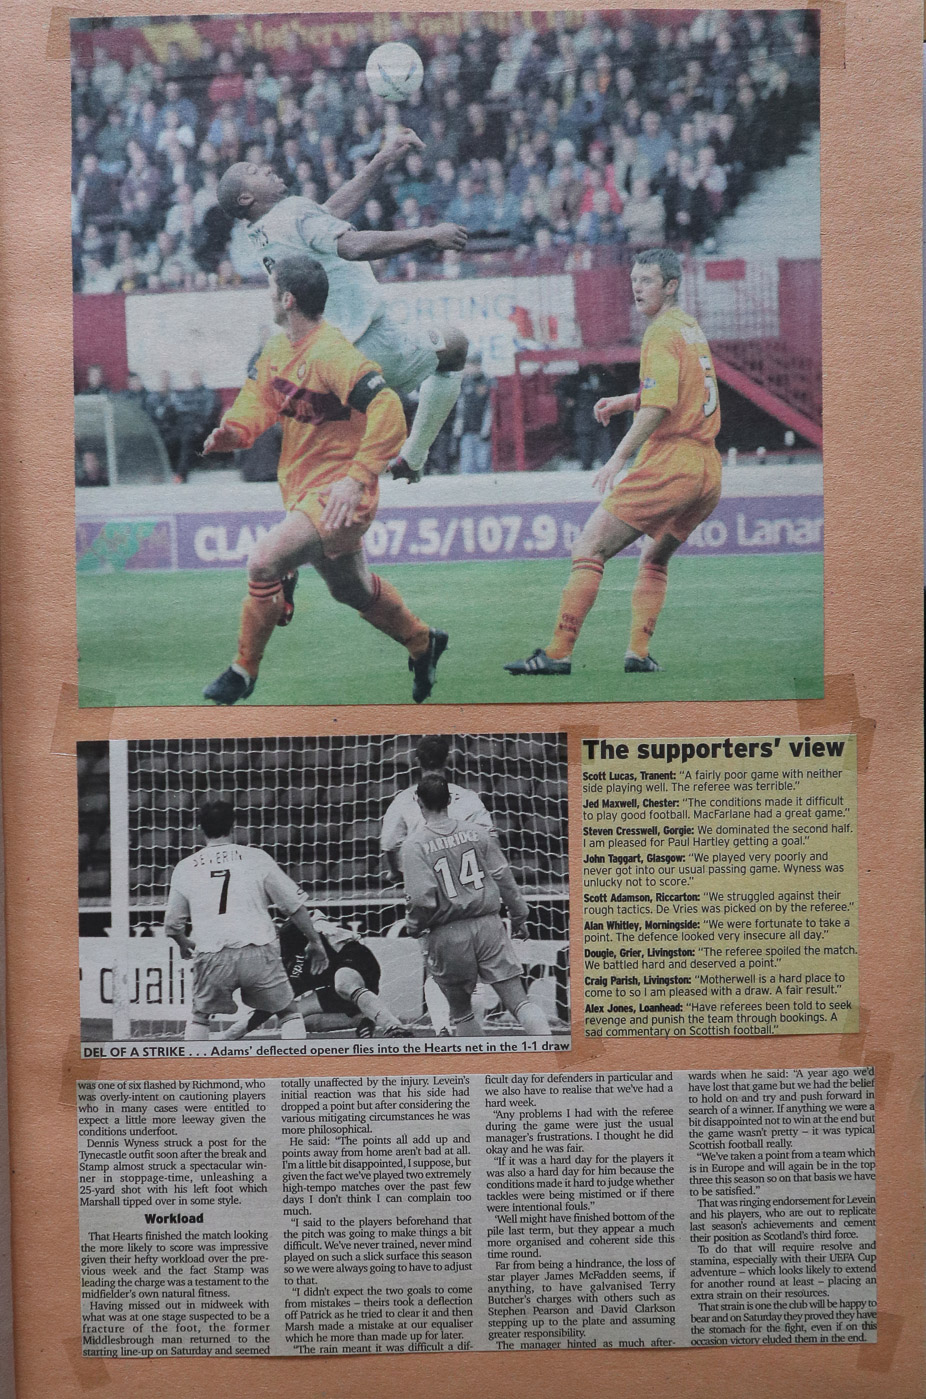 Motherwell Football Club
ORTING
5
CLAN 107.5/107.9 to Lanar
SEVERIN
7
PARTRIDGE
14
quali
DEL OF A STRIKE . . . Adams' deflected opener flies into the Hearts net in the 1-1 draw
The supporters' view
Scott Lucas, Tranent: "A fairly poor game with neither
side playing well. The referee was terrible."
Jed Maxwell, Chester: "The conditions made it difficult
to play good football. MacFarlane had a great game."
Steven Cresswell, Gorgie: We dominated the second half.
I am pleased for Paul Hartley getting a goal."
John Taggart, Glasgow: "We played very poorly and
never got into our usual passing game. Wyness was
unlucky not to score."
Scott Adamson, Riccarton: "We struggled against their
rough tactics. De Vries was picked on by the referee."
Alan Whitley, Morningside: "We were fortunate to take a
point. The defence looked very insecure all day."
Dougie, Grier, Livingston: "The referee spoiled the match.
We battled hard and deserved a point."
Craig Parish, Livingston: "Motherwell is a hard place to
come to so I am pleased with a draw. A fair result."
Alex Jones, Loanhead: "Have referees been told to seek
revenge and punish the team through bookings. A
sad commentary on Scottish football."
was one of six flashed by Richmond, who
was overly-intent on cautioning players
who in many cases were entitled to
expect a little more leeway given the
conditions underfoot.
Dennis Wyness struck a post for the
Tynecastle outfit soon after the break and
Stamp almost struck a spectacular win-
ner in stoppage-time, unleashing a
25-yard shot with his left foot which
Marshall tipped over in some style.
Workload
That Hearts finished the match looking
the more likely to score was impressive
given their hefty workload over the pre-
vious week and the fact Stamp was
leading the charge was a testament to the
midfielder's own natural fitness.
Having missed out in midweek with
what was at one stage suspected to be a
fracture of the foot, the former
Middlesbrough man returned to the
starting line-up on Saturday and seemed
totally unaffected by the injury. Levein's
initial reaction was that his side had
dropped a point but after considering the
various mitigating circumstances he was
more philosophical.
He said: "The points all add up and
points away from home aren't bad at all.
I'm a little bit disappointed, I suppose, but
given the fact we've played two extremely
high-tempo matches over the past few
days I don't think I can complain too
much.
"I said to the players beforehand that
the pitch was going to make things a bit
difficult. We've never trained, never mind
played on such a slick surface this season
so we were always going to have to adjust
to that.
"I didn't expect the two goals to come
from mistakes – theirs took a deflection
off Patrick as he tried to clear it and then
Marsh made a mistake at our equaliser
which he more than made up for later.
"The rain meant it was difficult a dif-
ficult day for defenders in particular and
we also have to realise that we've had a
hard week.
"Any problems I had with the referee
during the game were just the usual
manager's frustrations. I thought he did
okay and he was fair.
"If it was a hard day for the players it
was also a hard day for him because the
conditions made it hard to judge whether
tackles were being mistimed or if there
were intentional fouls."
Well might have finished bottom of the
pile last term, but they appear a much
more organised and coherent side this
time round.
Far from being a hindrance, the loss of
star player James McFadden seems, if
anything, to have galvanised Terry
Butcher's charges with others such as
Stephen Pearson and David Clarkson
stepping up to the plate and assuming
greater responsibility.
The manager hinted as much after-
wards when he said: "A year ago we'd
have lost that game but we had the belief
to hold on and try and push forward in
search of a winner. If anything we were a
bit disappointed not to win at the end but
the game wasn't pretty – it was typical
Scottish football really.
"We've taken a point from a team which
is in Europe and will again be in the top
three this season so on that basis we have
to be satisfied."
That was ringing endorsement for Levein
and his players, who are out to replicate
last season's achievements and cement
their position as Scotland's third force.
To do that will require resolve and
stamina, especially with their UEFA Cup
adventure – which looks likely to extend
for another round at least – placing an
extra strain on their resources.
That strain is one the club will be happy to
bear and on Saturday they proved they have
the stomach for the fight, even if on this
occasion victory eluded them in the end.